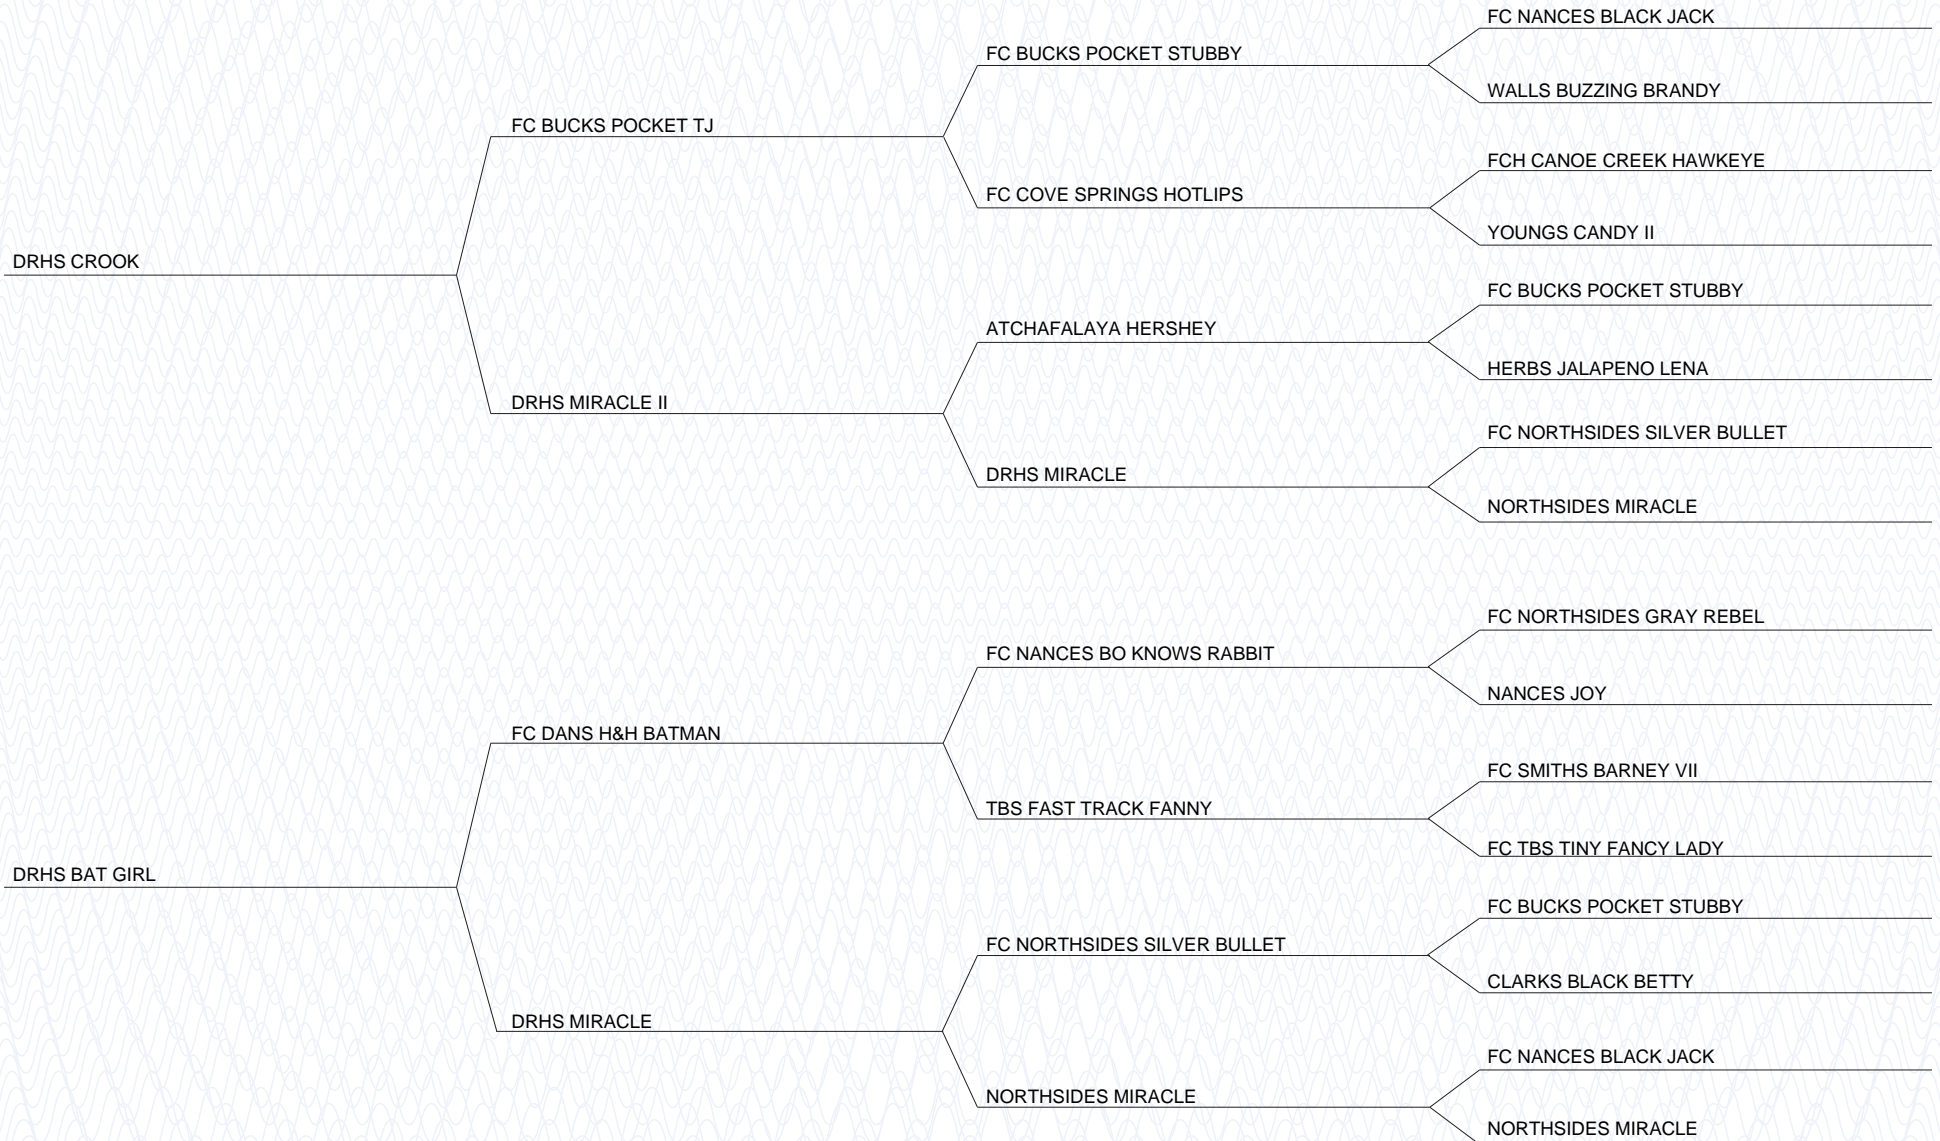 FC NANCES BLACK JACK
FC BUCKS POCKET STUBBY
WALLS BUZZING BRANDY
FC BUCKS POCKET TJ
FCH CANOE CREEK HAWKEYE
FC COVE SPRINGS HOTLIPS
YOUNGS CANDY II
DRHS CROOK
FC BUCKS POCKET STUBBY
ATCHAFALAYA HERSHEY
HERBS JALAPENO LENA
DRHS MIRACLE II
FC NORTHSIDES SILVER BULLET
DRHS MIRACLE
NORTHSIDES MIRACLE
FC NORTHSIDES GRAY REBEL
FC NANCES BO KNOWS RABBIT
NANCES JOY
FC DANS H&H BATMAN
FC SMITHS BARNEY VII
TBS FAST TRACK FANNY
FC TBS TINY FANCY LADY
DRHS BAT GIRL
FC BUCKS POCKET STUBBY
FC NORTHSIDES SILVER BULLET
CLARKS BLACK BETTY
DRHS MIRACLE
FC NANCES BLACK JACK
NORTHSIDES MIRACLE
NORTHSIDES MIRACLE